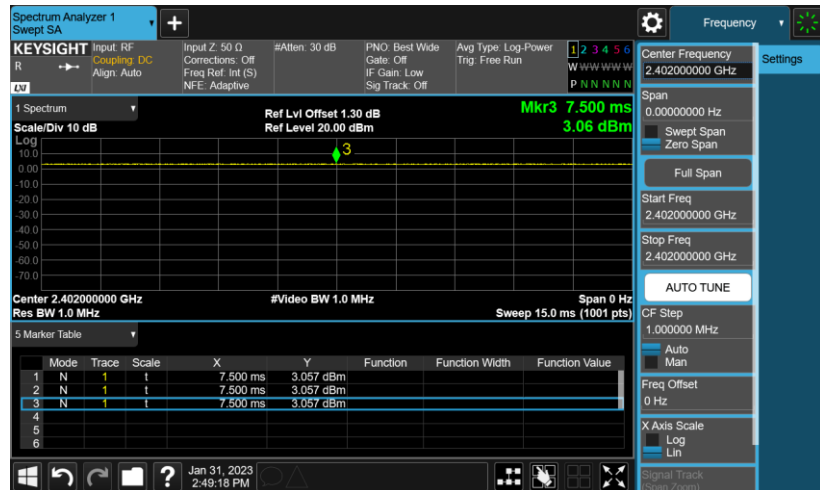 Spectrum Analyzer 1
Swept SA
+
Frequency
KEYSIGHT
R
LXI
Input: RF
Coupling: DC
Align: Auto
Input Z: 50 Ω
Corrections: Off
Freq Ref: Int (S)
NFE: Adaptive
#Atten: 30 dB
PNO: Best Wide
Gate: Off
IF Gain: Low
Sig Track: Off
Avg Type: Log-Power
Trig: Free Run
1 2 3 4 5 6
W W W W W W
P N N N N N
1 Spectrum
Scale/Div 10 dB
Ref Lvl Offset 1.30 dB
Ref Level 20.00 dBm
Mkr3 7.500 ms
3.06 dBm
Log
10.0
0.00
-10.0
-20.0
-30.0
-40.0
-50.0
-60.0
-70.0
3
Center 2.402000000 GHz
#Video BW 1.0 MHz
Span 0 Hz
Res BW 1.0 MHz
Sweep 15.0 ms (1001 pts)
5 Marker Table
Mode Trace Scale X Y Function Function Width Function Value
1 N 1 t 7.500 ms 3.057 dBm
2 N 1 t 7.500 ms 3.057 dBm
3 N 1 t 7.500 ms 3.057 dBm
4
5
6
?
Jan 31, 2023
2:49:18 PM
Center Frequency
2.402000000 GHz
Span
0.00000000 Hz
Swept Span
Zero Span
Full Span
Start Freq
2.402000000 GHz
Stop Freq
2.402000000 GHz
AUTO TUNE
CF Step
1.000000 MHz
Auto
Man
Freq Offset
0 Hz
X Axis Scale
Log
Lin
Signal Track
(Span Zoom)
Settings